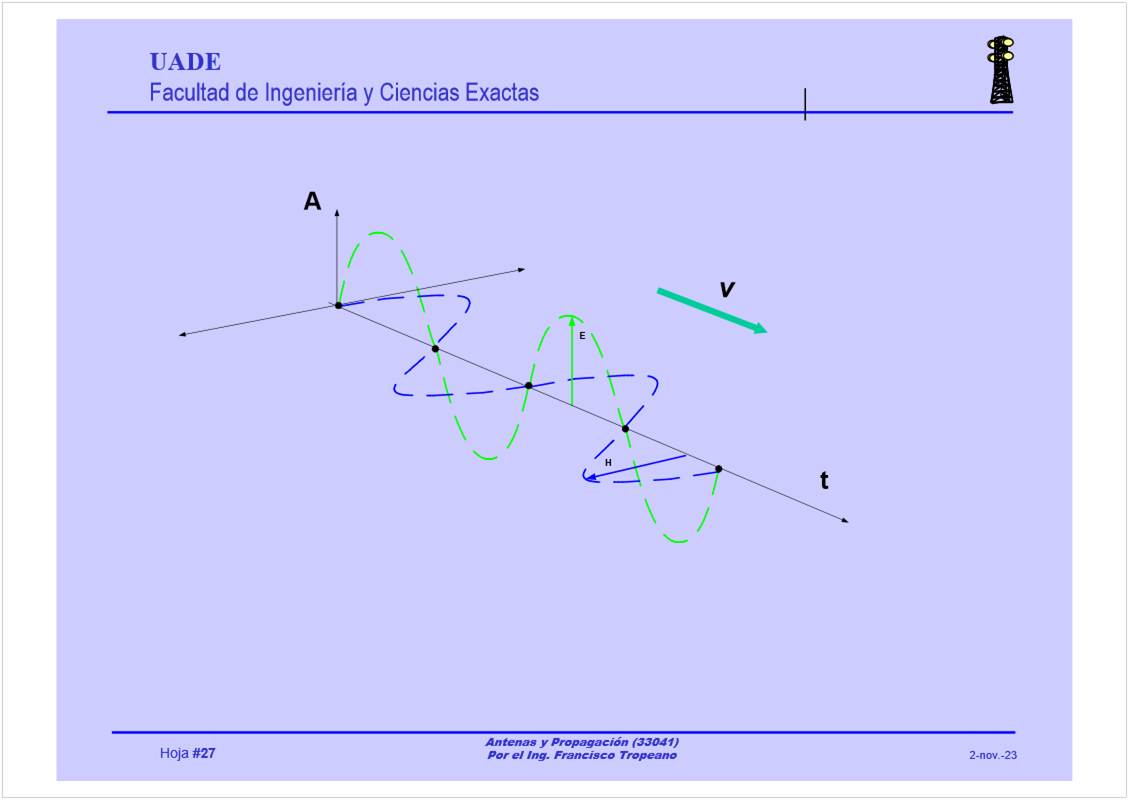 UADE
Facultad de Ingeniería y Ciencias Exactas
A
v
E
H
t
Hoja #27
Antenas y Propagación (33041)
Por el Ing. Francisco Tropeano
2-nov.-23